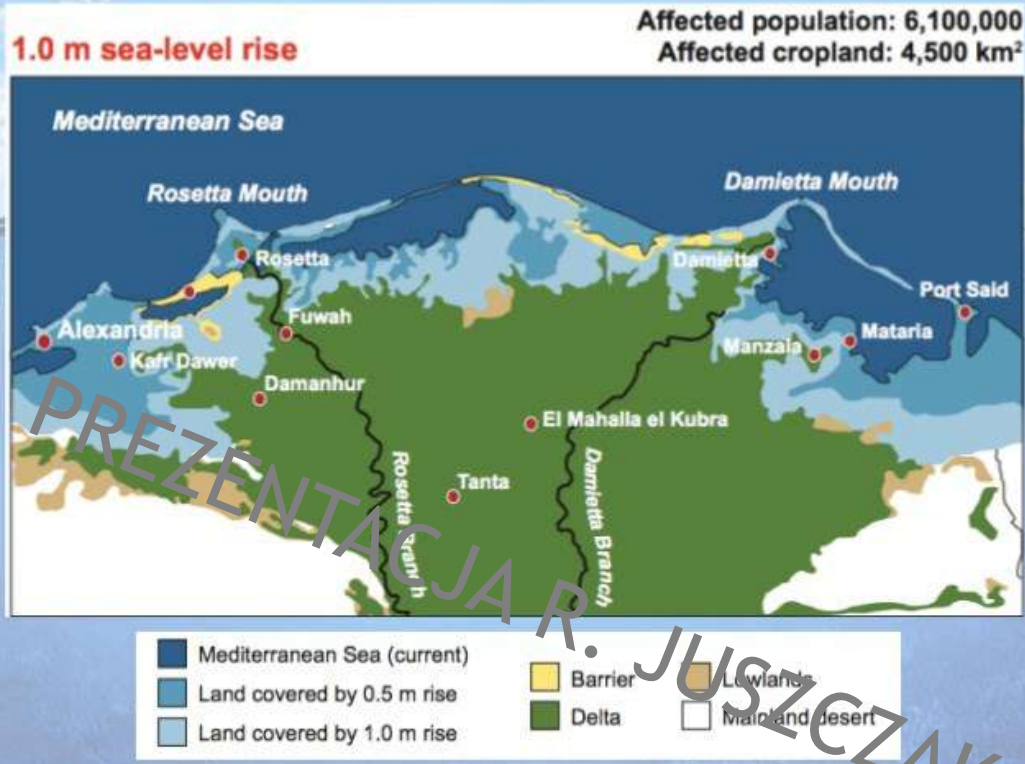 Affected population: 6,100,000
1.0 m sea-level rise
Affected cropland: 4,500 km²
Mediterranean Sea
Rosetta Mouth
Damietta Mouth
Rosetta
Damietta
Port Said
Fuwah
Alexandria
Mataria
Kafr Dawer
Manzala
Damanhur
El Mahalla el Kubra
Tanta
Rosetta Branch
Damietta Branch
PREZENTACJA R. JUSZCZAK
Mediterranean Sea (current)
Land covered by 0.5 m rise
Land covered by 1.0 m rise
Barrier
Delta
Lowlands
Mainland desert